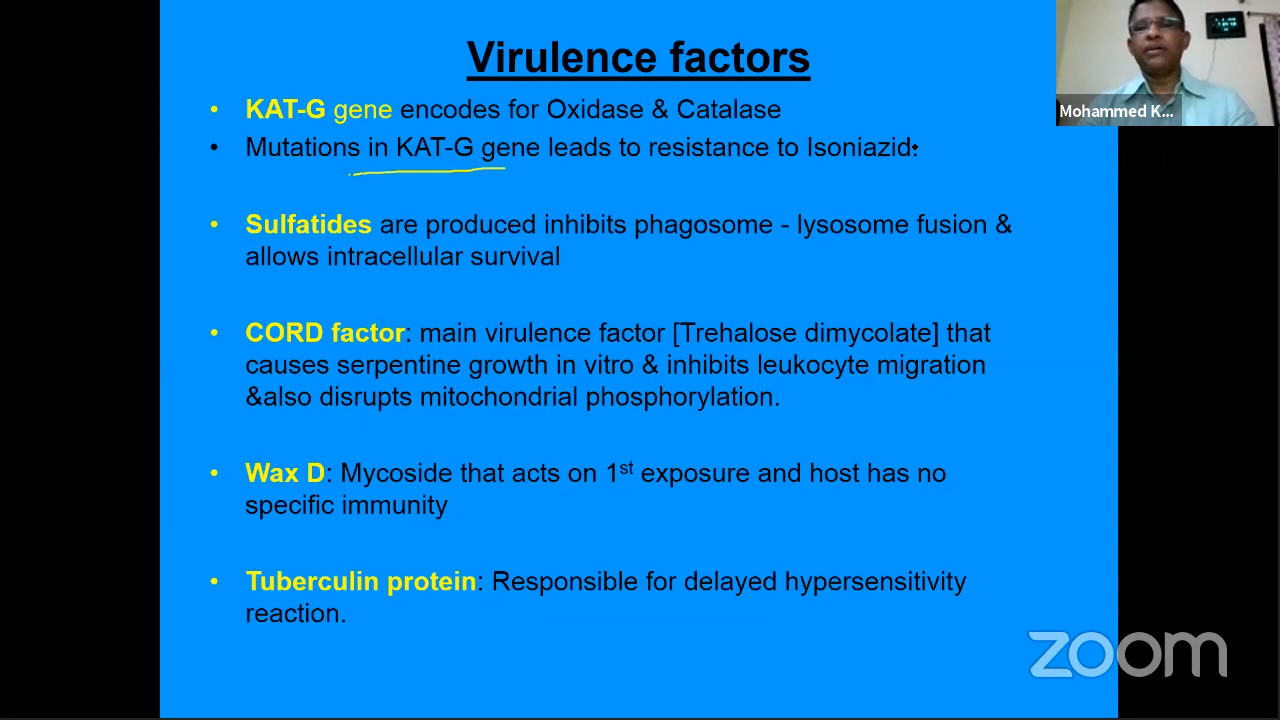 Virulence factors
Mohammed K...
• KAT-G gene encodes for Oxidase & Catalase
• Mutations in KAT-G gene leads to resistance to Isoniazid.
• Sulfatides are produced inhibits phagosome - lysosome fusion &
allows intracellular survival
• CORD factor: main virulence factor [Trehalose dimycolate] that
causes serpentine growth in vitro & inhibits leukocyte migration
&also disrupts mitochondrial phosphorylation.
• Wax D: Mycoside that acts on 1st exposure and host has no
specific immunity
• Tuberculin protein: Responsible for delayed hypersensitivity
reaction.
zoom